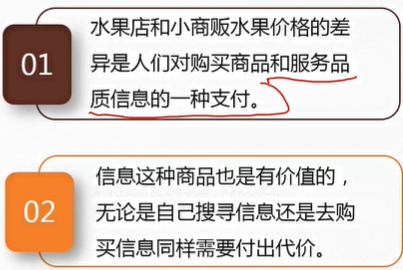 01
水果店和小商贩水果价格的差
异是人们对购买商品和服务品
质信息的一种支付。
02
信息这种商品也是有价值的，
无论是自己搜寻信息还是去购
买信息同样需要付出代价。